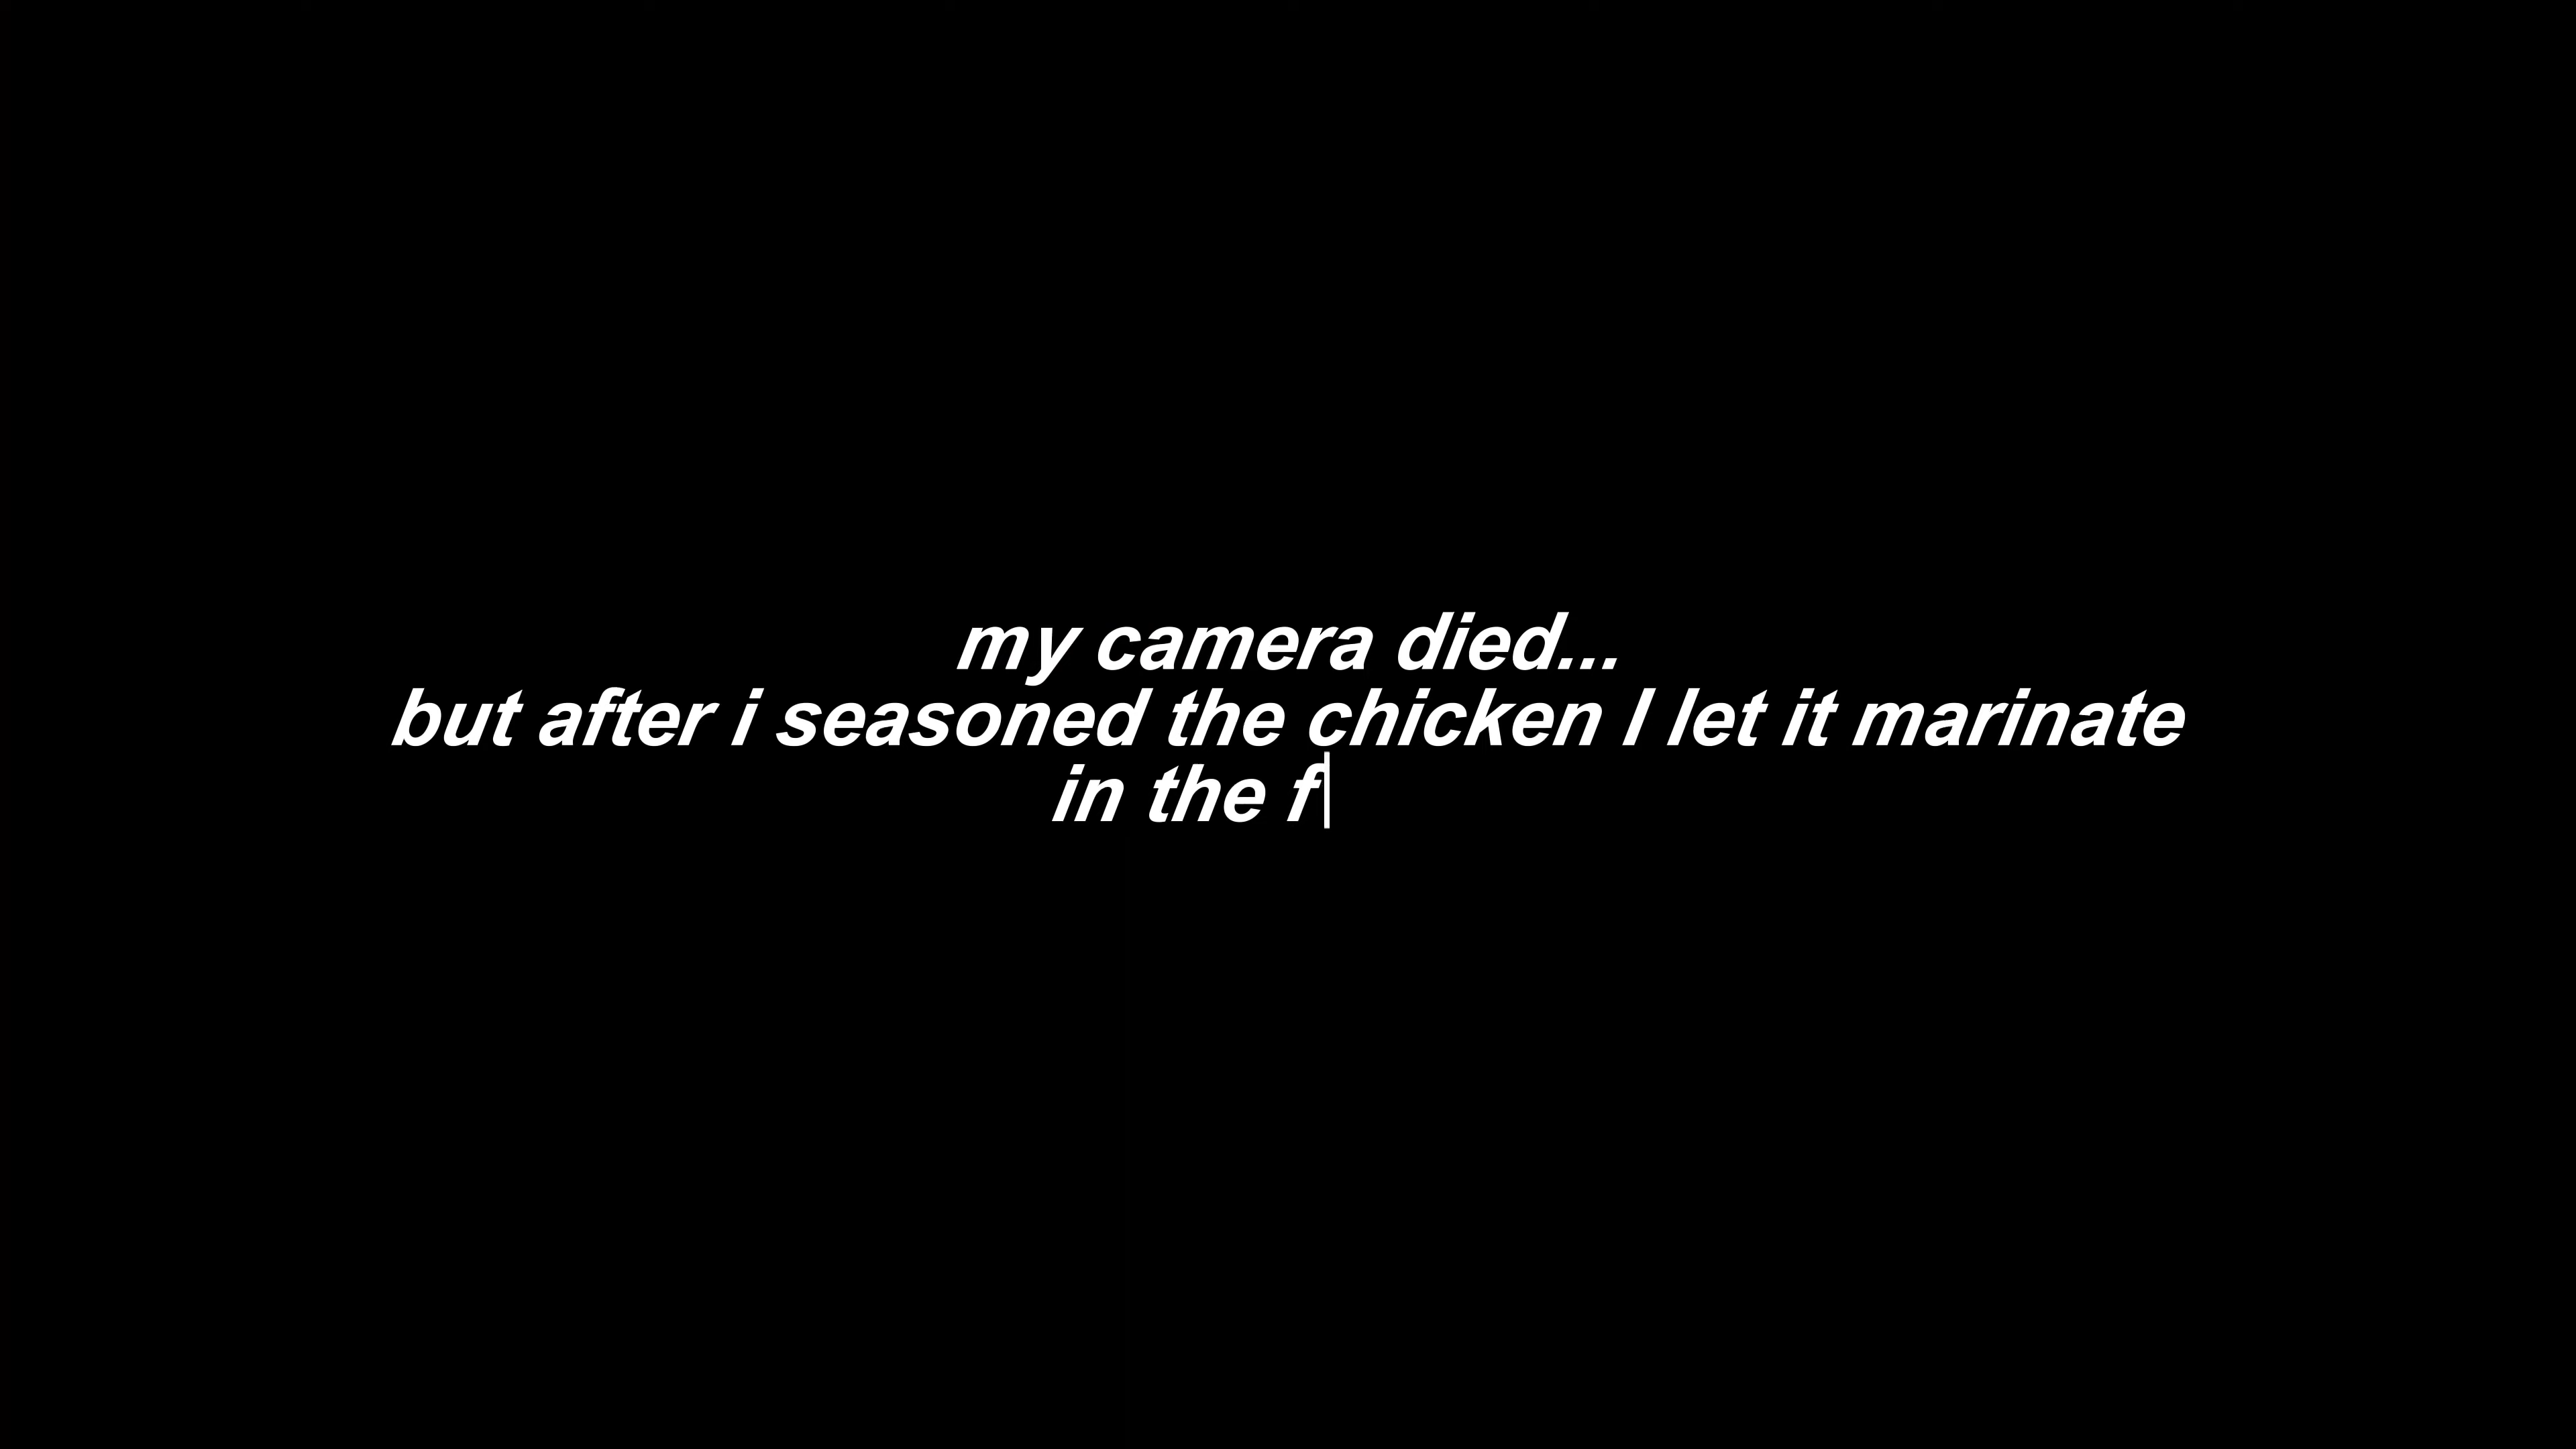 my camera died...
but after i seasoned the chicken I let it marinate
in the f